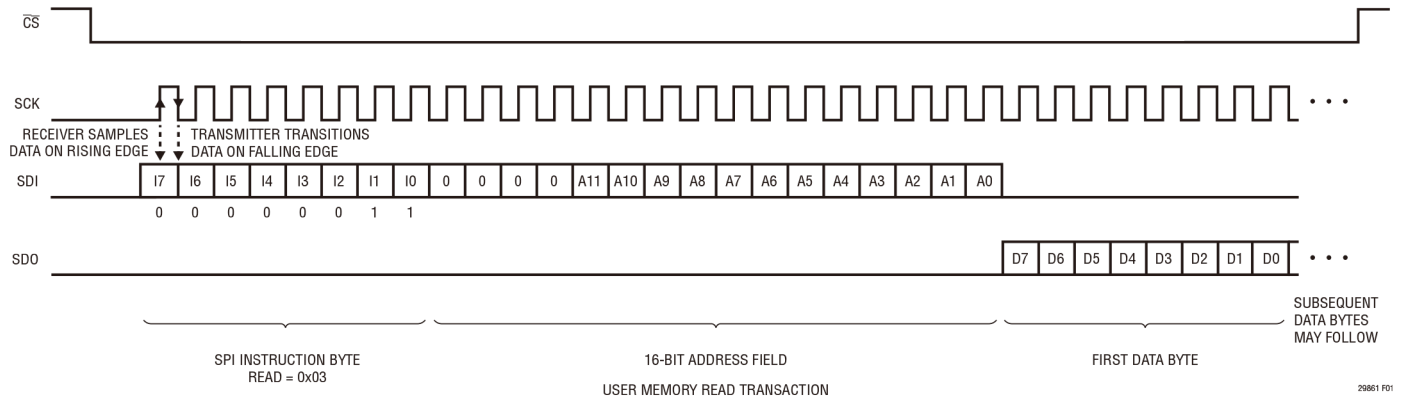 CS
SCK
RECEIVER SAMPLES
DATA ON RISING EDGE
TRANSMITTER TRANSITIONS
DATA ON FALLING EDGE
SDI
I7 I6 I5 I4 I3 I2 I1 I0 0 0 0 0 A11 A10 A9 A8 A7 A6 A5 A4 A3 A2 A1 A0
0 0 0 0 0 0 1 1
SDO
D7 D6 D5 D4 D3 D2 D1 D0
SUBSEQUENT
DATA BYTES
MAY FOLLOW
SPI INSTRUCTION BYTE
READ = 0x03
16-BIT ADDRESS FIELD
FIRST DATA BYTE
USER MEMORY READ TRANSACTION
29861 F01